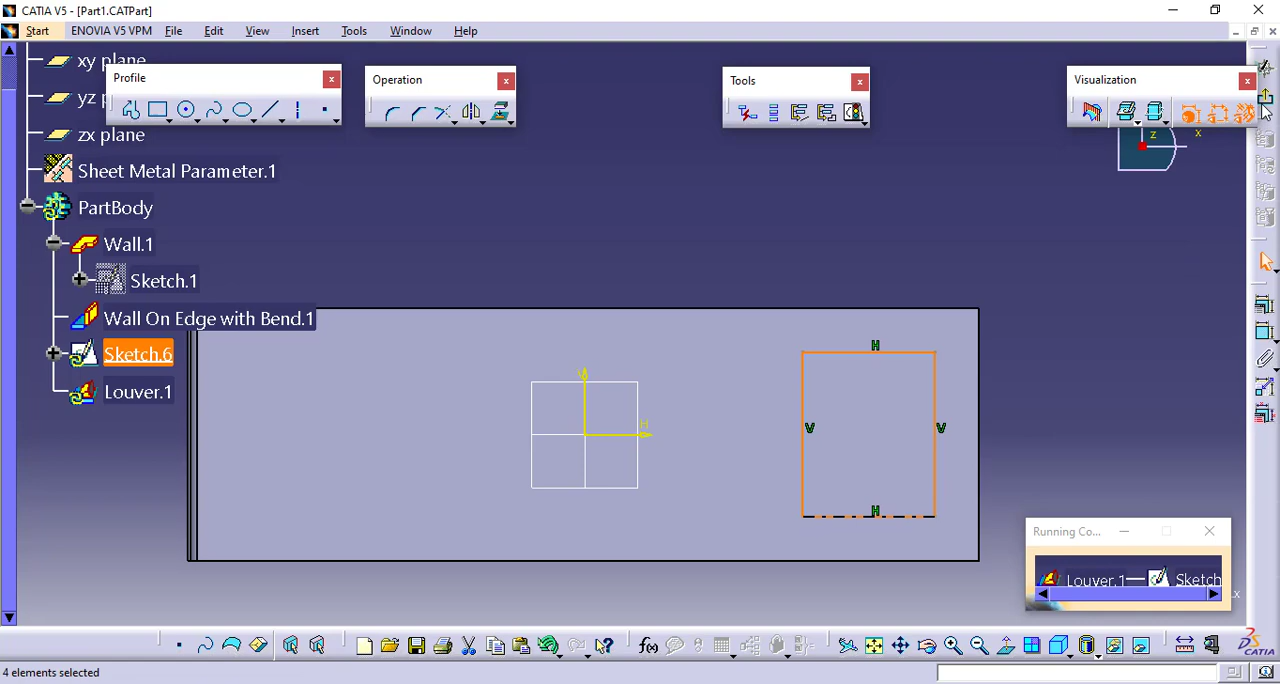 CATIA V5 - [Part1.CATPart]
Start ENOVIA V5 VPM File Edit View Insert Tools Window Help
xy plane
Profile
Operation
Tools
Visualization
yz
zx plane
z x
Sheet Metal Parameter.1
PartBody
Wall.1
Sketch.1
Wall On Edge with Bend.1
H
Sketch.6
V
Louver.1
H
V
V
H
Running Co...
Louver.1
Sketch
x
f(x)
4 elements selected
CATIA